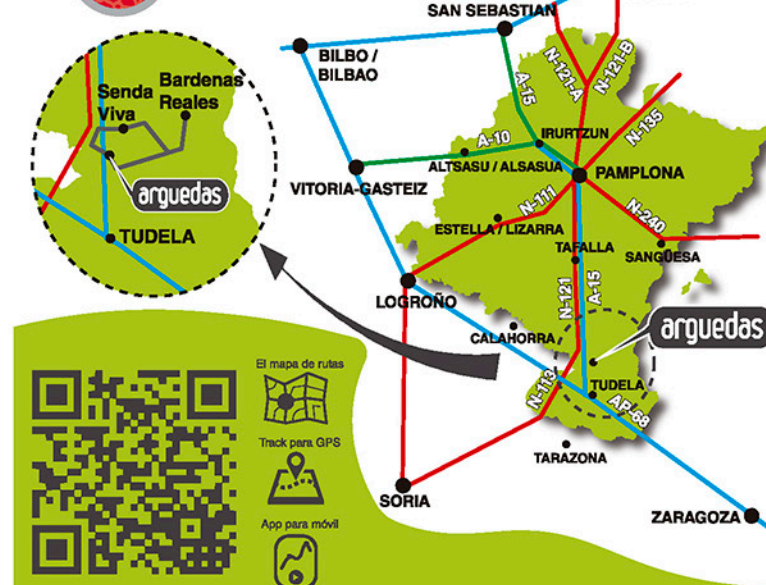 SAN SEBASTIAN
BILBO /
BILBAO
N-121-A
N-121-B
A-15
N-135
IRURTZUN
A-10
ALTSASU / ALSASUA
PAMPLONA
VITORIA-GASTEIZ
N-111
N-240
ESTELLA / LIZARRA
TAFALLA
SANGÜESA
N-121
A-15
LOGROÑO
CALAHORRA
arguedas
TUDELA
N-113
AP-68
TARAZONA
SORIA
ZARAGOZA
Senda
Viva
Bardenas
Reales
arguedas
TUDELA
El mapa de rutas
Track para GPS
App para móvil